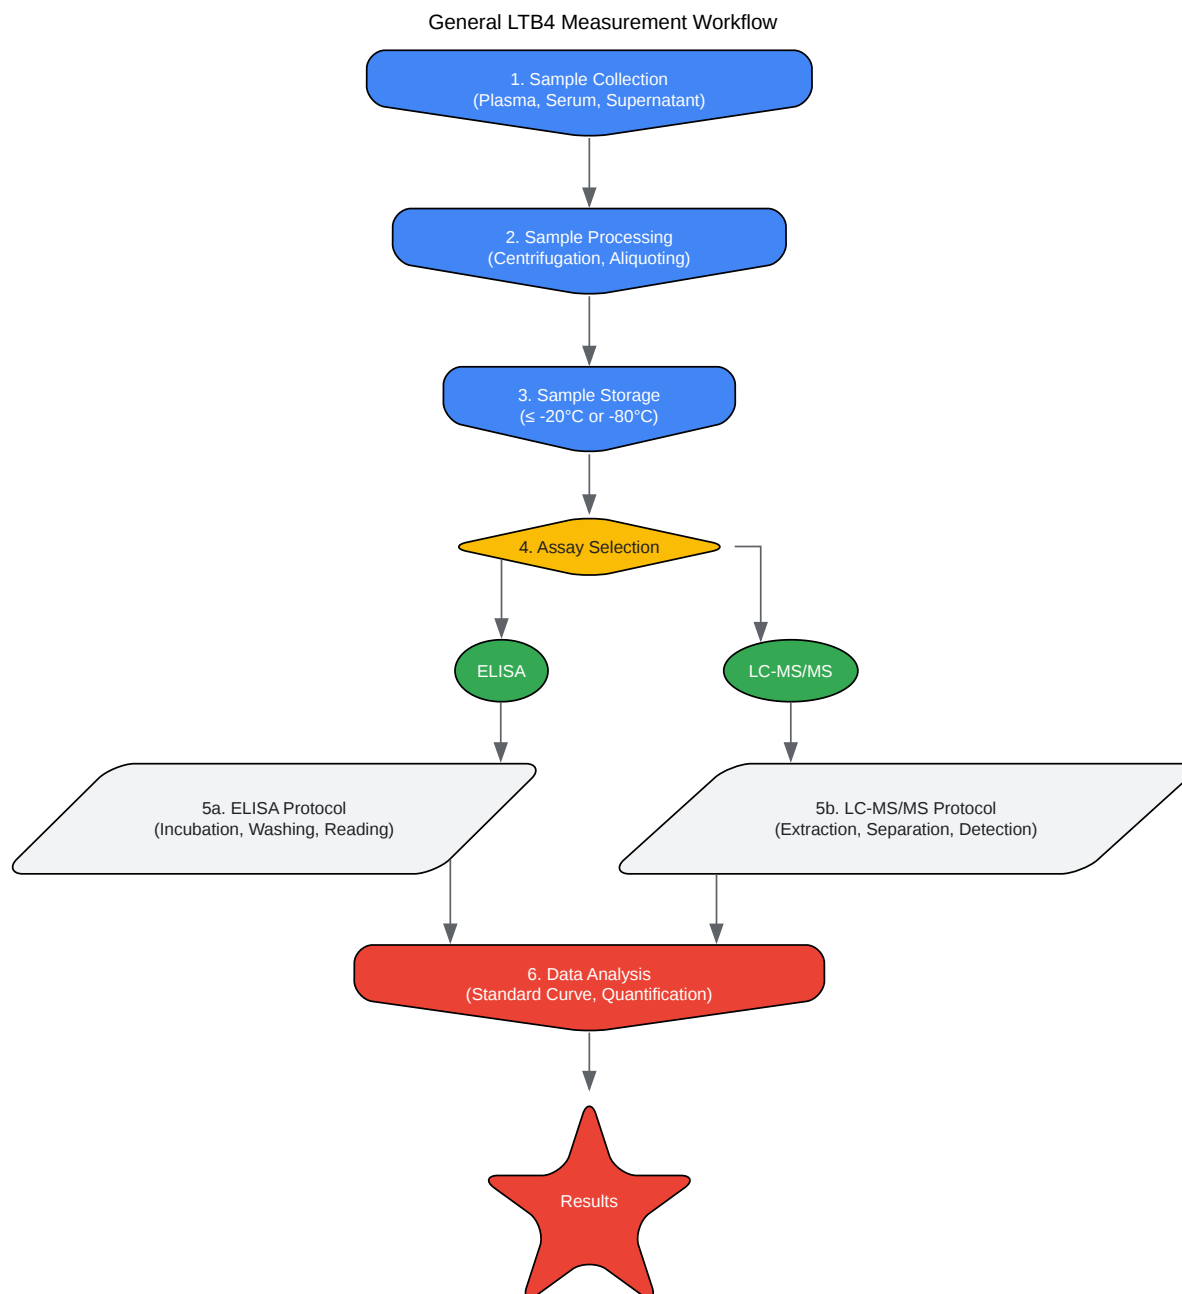 General LTB4 Measurement Workflow
1. Sample Collection
(Plasma, Serum, Supernatant)
2. Sample Processing
(Centrifugation, Aliquoting)
3. Sample Storage
(≤ -20°C or -80°C)
4. Assay Selection
ELISA
LC-MS/MS
5a. ELISA Protocol
(Incubation, Washing, Reading)
5b. LC-MS/MS Protocol
(Extraction, Separation, Detection)
6. Data Analysis
(Standard Curve, Quantification)
Results